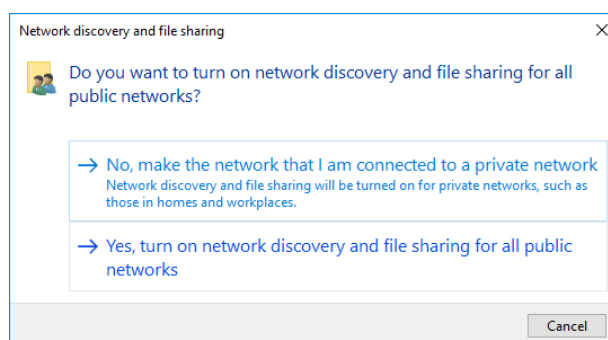 Network discovery and file sharing
Do you want to turn on network discovery and file sharing for all
public networks?
No, make the network that I am connected to a private network
Network discovery and file sharing will be turned on for private networks, such as
those in homes and workplaces.
Yes, turn on network discovery and file sharing for all public
networks
Cancel